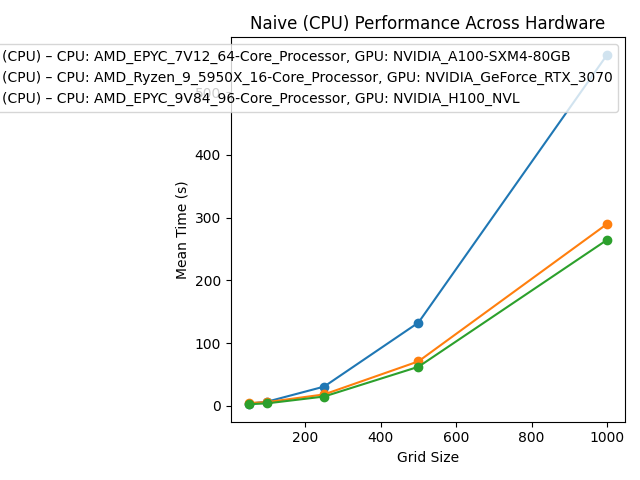 Naive (CPU) Performance Across Hardware
(CPU) – CPU: AMD_EPYC_7V12_64-Core_Processor, GPU: NVIDIA_A100-SXM4-80GB
(CPU) – CPU: AMD_Ryzen_9_5950X_16-Core_Processor, GPU: NVIDIA_GeForce_RTX_3070
(CPU) – CPU: AMD_EPYC_9V84_96-Core_Processor, GPU: NVIDIA_H100_NVL
500
400
300
200
100
0
Mean Time (s)
200 400 600 800 1000
Grid Size